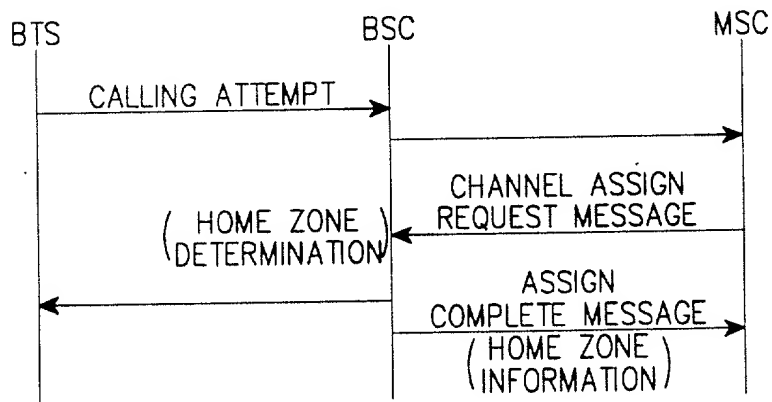 BTS
BSC
MSC
CALLING ATTEMPT
CHANNEL ASSIGN
REQUEST MESSAGE
(HOME ZONE
DETERMINATION)
ASSIGN
COMPLETE MESSAGE
(HOME ZONE
INFORMATION)